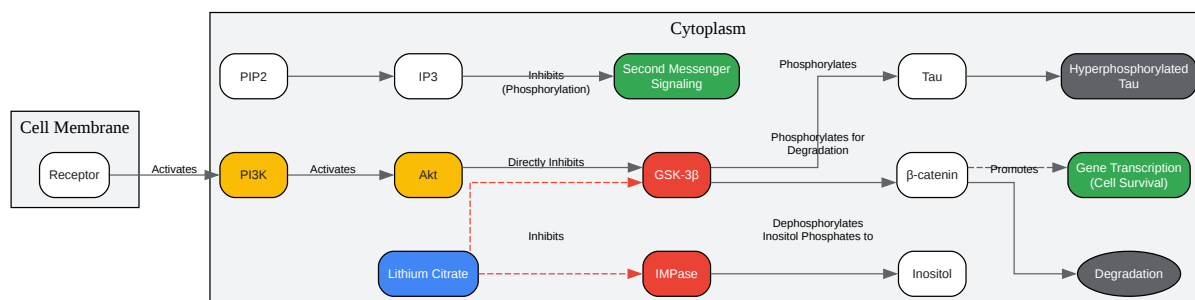 Cytoplasm
PIP2
IP3
Inhibits
(Phosphorylation)
Second Messenger
Signaling
Phosphorylates
Tau
Hyperphosphorylated
Tau
Cell Membrane
Receptor
Activates
PI3K
Activates
Akt
Directly Inhibits
GSK-3β
Phosphorylates for
Degradation
β-catenin
Promotes
Gene Transcription
(Cell Survival)
Lithium Citrate
Inhibits
IMPase
Dephosphorylates
Inositol Phosphates to
Inositol
Degradation